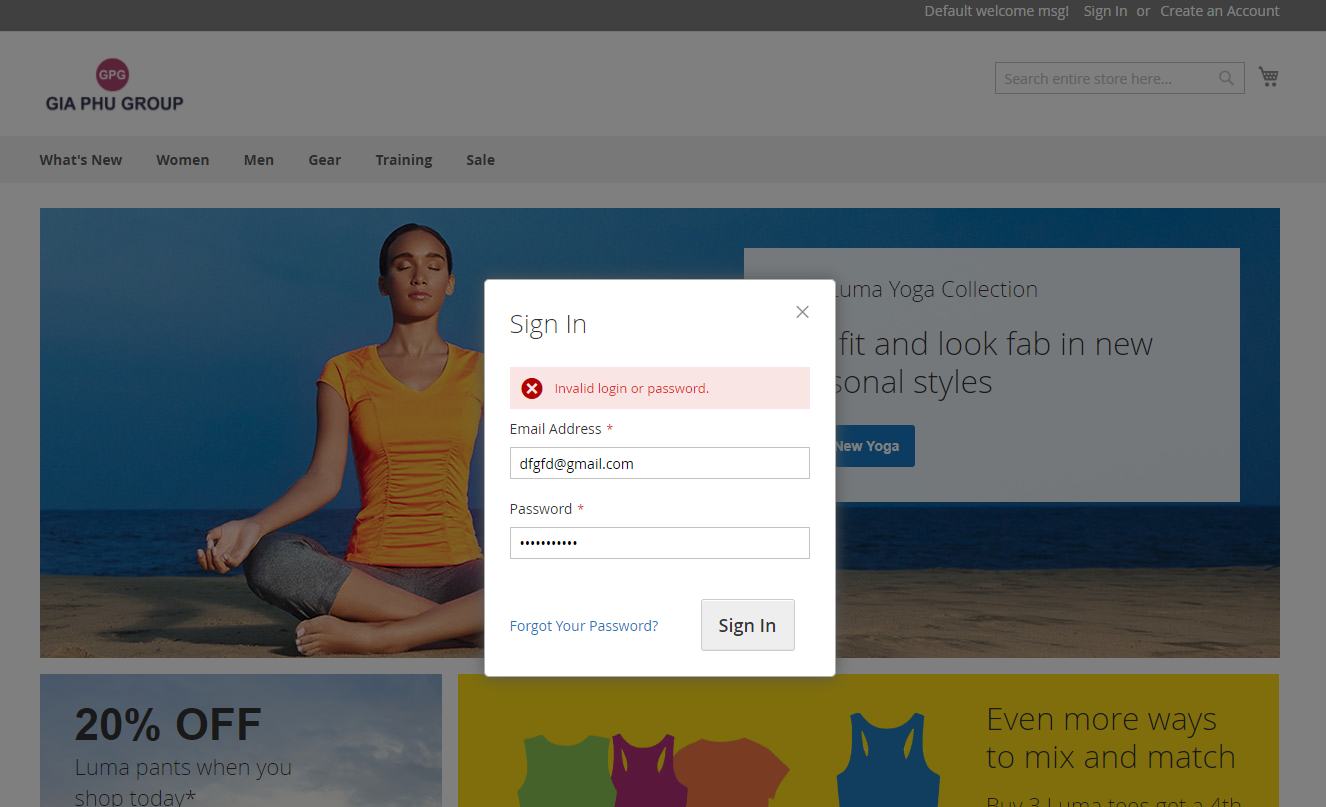 Default welcome msg! Sign In or Create an Account
GPG
GIA PHU GROUP
Search entire store here...
What's New Women Men Gear Training Sale
Luma Yoga Collection
fit and look fab in new
sonal styles
New Yoga
Sign In
Invalid login or password.
Email Address *
dfgfd@gmail.com
Password *
•••••••••••
Forgot Your Password?
Sign In
20% OFF
Luma pants when you
shop today*
Even more ways
to mix and match
Buy 3 Luma tees get a 4th